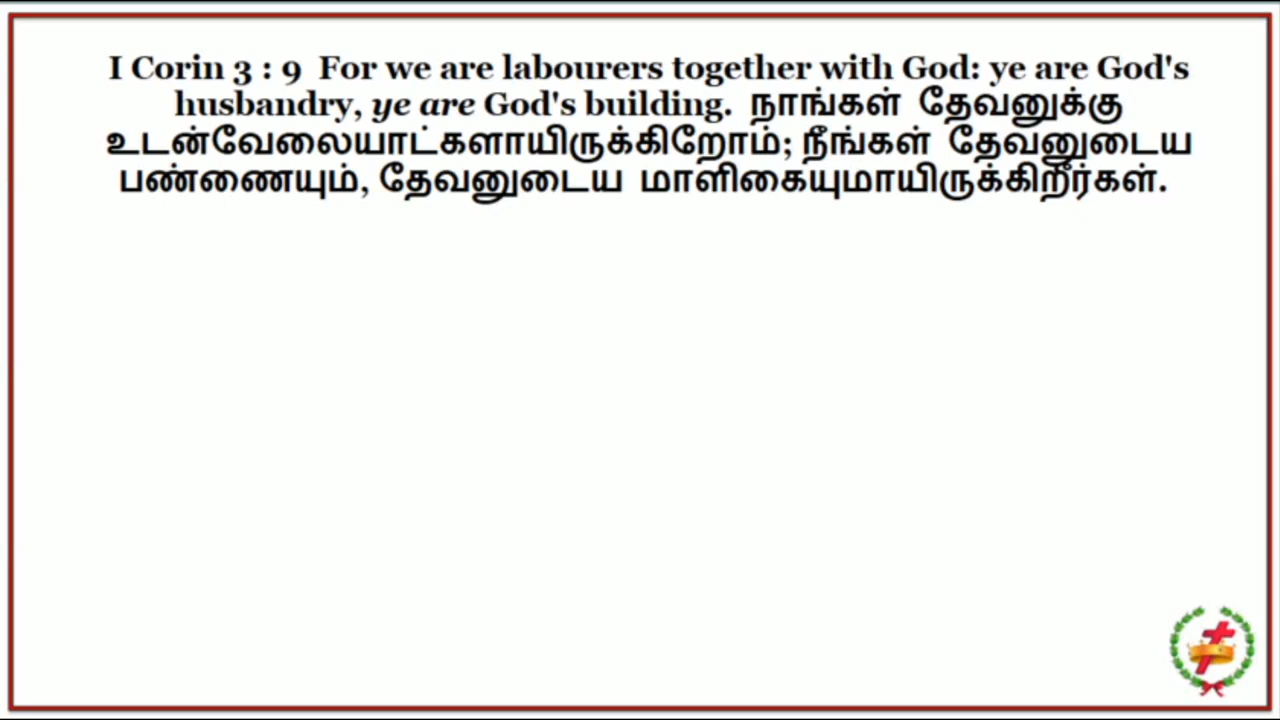 I Corin 3 : 9 For we are labourers together with God: ye are God's
husbandry, ye are God's building. நாங்கள் தேவனுக்கு
உடன்வேலையாட்களாயிருக்கிறோம்; நீங்கள் தேவனுடைய
பண்ணையும், தேவனுடைய மாளிகையுமாயிருக்கிறீர்கள்.